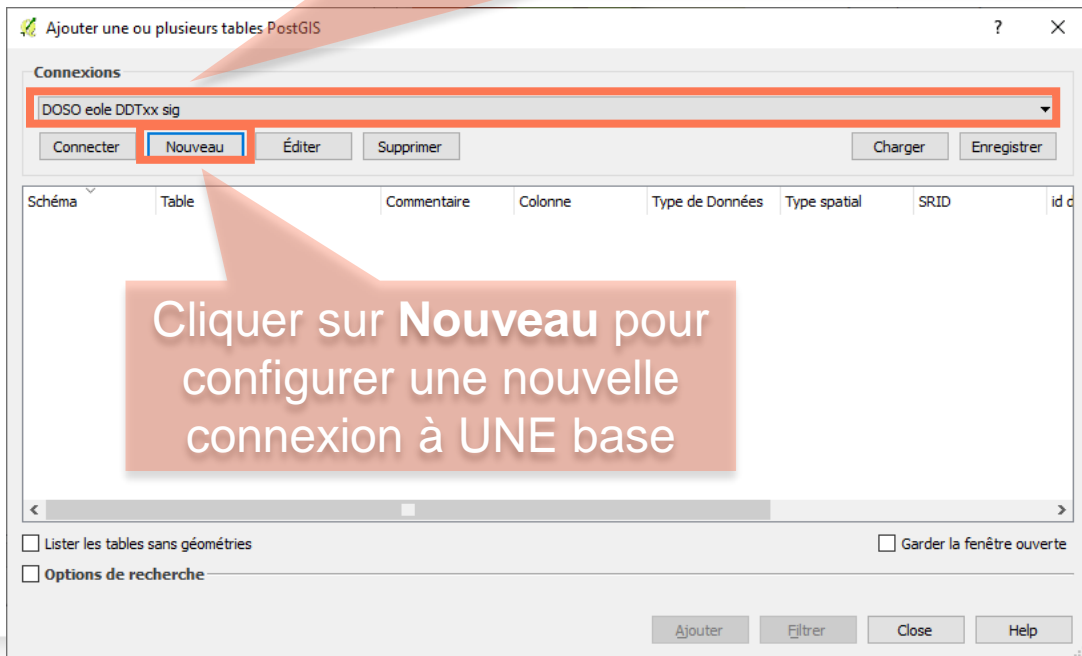 Ajouter une ou plusieurs tables PostGIS ? ×
Connexions
DOSO eole DDTxx sig
Connecter Nouveau Éditer Supprimer Charger Enregistrer
Schéma Table Commentaire Colonne Type de Données Type spatial SRID id d
Cliquer sur Nouveau pour
configurer une nouvelle
connexion à UNE base
Lister les tables sans géométries Garder la fenêtre ouverte
Options de recherche
Ajouter Filtrer Close Help